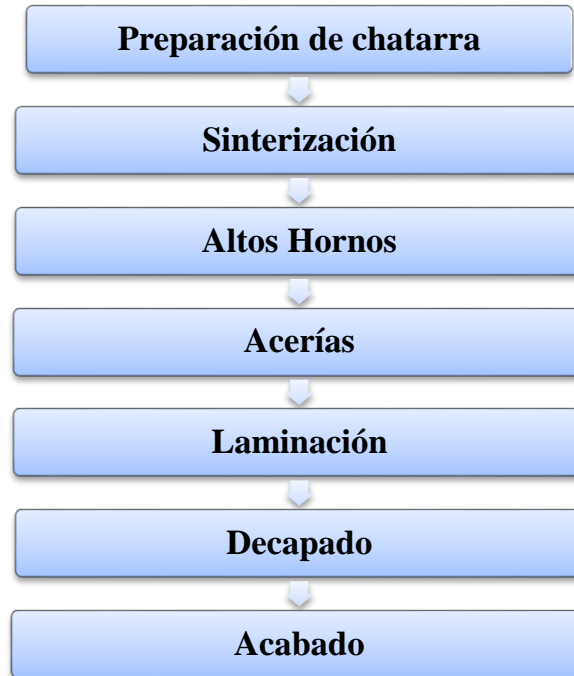 Preparación de chatarra
Sinterización
Altos Hornos
Acerías
Laminación
Decapado
Acabado